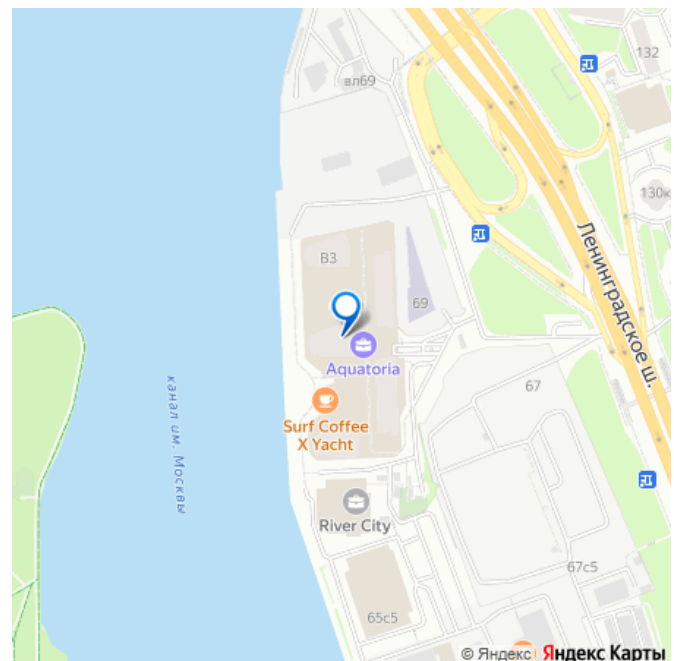 132
вл69
130к
Ленинградское ш.
B3
69
Aquatoria
67
Surf Coffee
X Yacht
канал им. Москвы
River City
67с5
65с5
© Яндекс Яндекс Карты